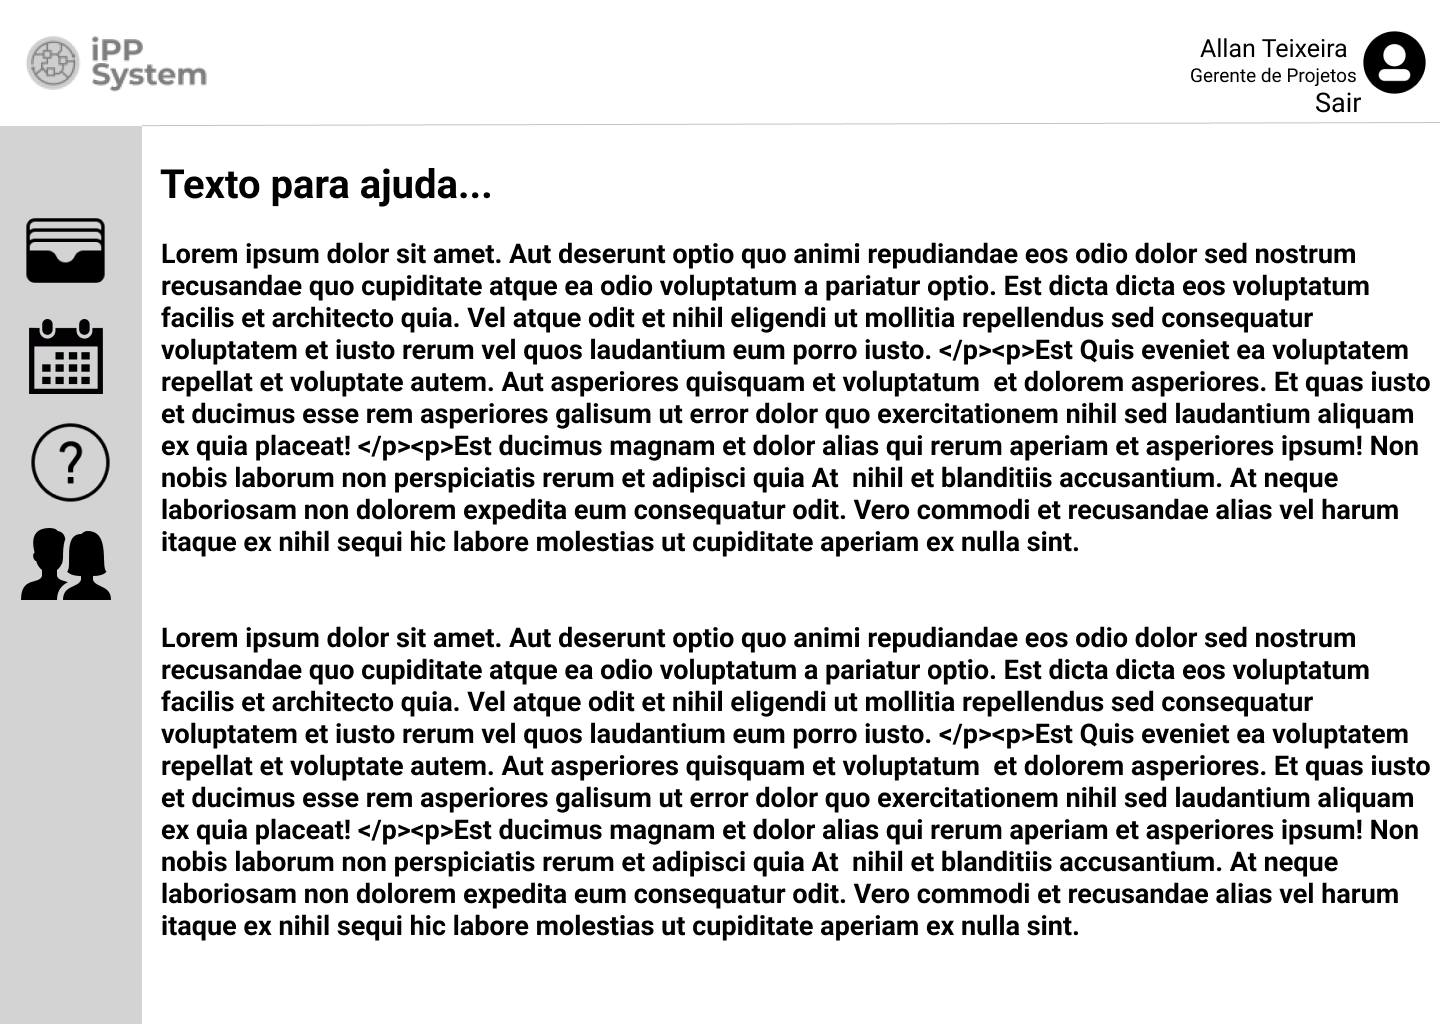 iPP
System
Allan Teixeira
Gerente de Projetos
Sair
Texto para ajuda...
Lorem ipsum dolor sit amet. Aut deserunt optio quo animi repudiandae eos odio dolor sed nostrum
recusandae quo cupiditate atque ea odio voluptatum a pariatur optio. Est dicta dicta eos voluptatum
facilis et architecto quia. Vel atque odit et nihil eligendi ut mollitia repellendus sed consequatur
voluptatem et iusto rerum vel quos laudantium eum porro iusto. </p><p>Est Quis eveniet ea voluptatem
repellat et voluptate autem. Aut asperiores quisquam et voluptatum  et dolorem asperiores. Et quas iusto
et ducimus esse rem asperiores galisum ut error dolor quo exercitationem nihil sed laudantium aliquam
ex quia placeat! </p><p>Est ducimus magnam et dolor alias qui rerum aperiam et asperiores ipsum! Non
nobis laborum non perspiciatis rerum et adipisci quia At  nihil et blanditiis accusantium. At neque
laboriosam non dolorem expedita eum consequatur odit. Vero commodi et recusandae alias vel harum
itaque ex nihil sequi hic labore molestias ut cupiditate aperiam ex nulla sint.
Lorem ipsum dolor sit amet. Aut deserunt optio quo animi repudiandae eos odio dolor sed nostrum
recusandae quo cupiditate atque ea odio voluptatum a pariatur optio. Est dicta dicta eos voluptatum
facilis et architecto quia. Vel atque odit et nihil eligendi ut mollitia repellendus sed consequatur
voluptatem et iusto rerum vel quos laudantium eum porro iusto. </p><p>Est Quis eveniet ea voluptatem
repellat et voluptate autem. Aut asperiores quisquam et voluptatum  et dolorem asperiores. Et quas iusto
et ducimus esse rem asperiores galisum ut error dolor quo exercitationem nihil sed laudantium aliquam
ex quia placeat! </p><p>Est ducimus magnam et dolor alias qui rerum aperiam et asperiores ipsum! Non
nobis laborum non perspiciatis rerum et adipisci quia At  nihil et blanditiis accusantium. At neque
laboriosam non dolorem expedita eum consequatur odit. Vero commodi et recusandae alias vel harum
itaque ex nihil sequi hic labore molestias ut cupiditate aperiam ex nulla sint.